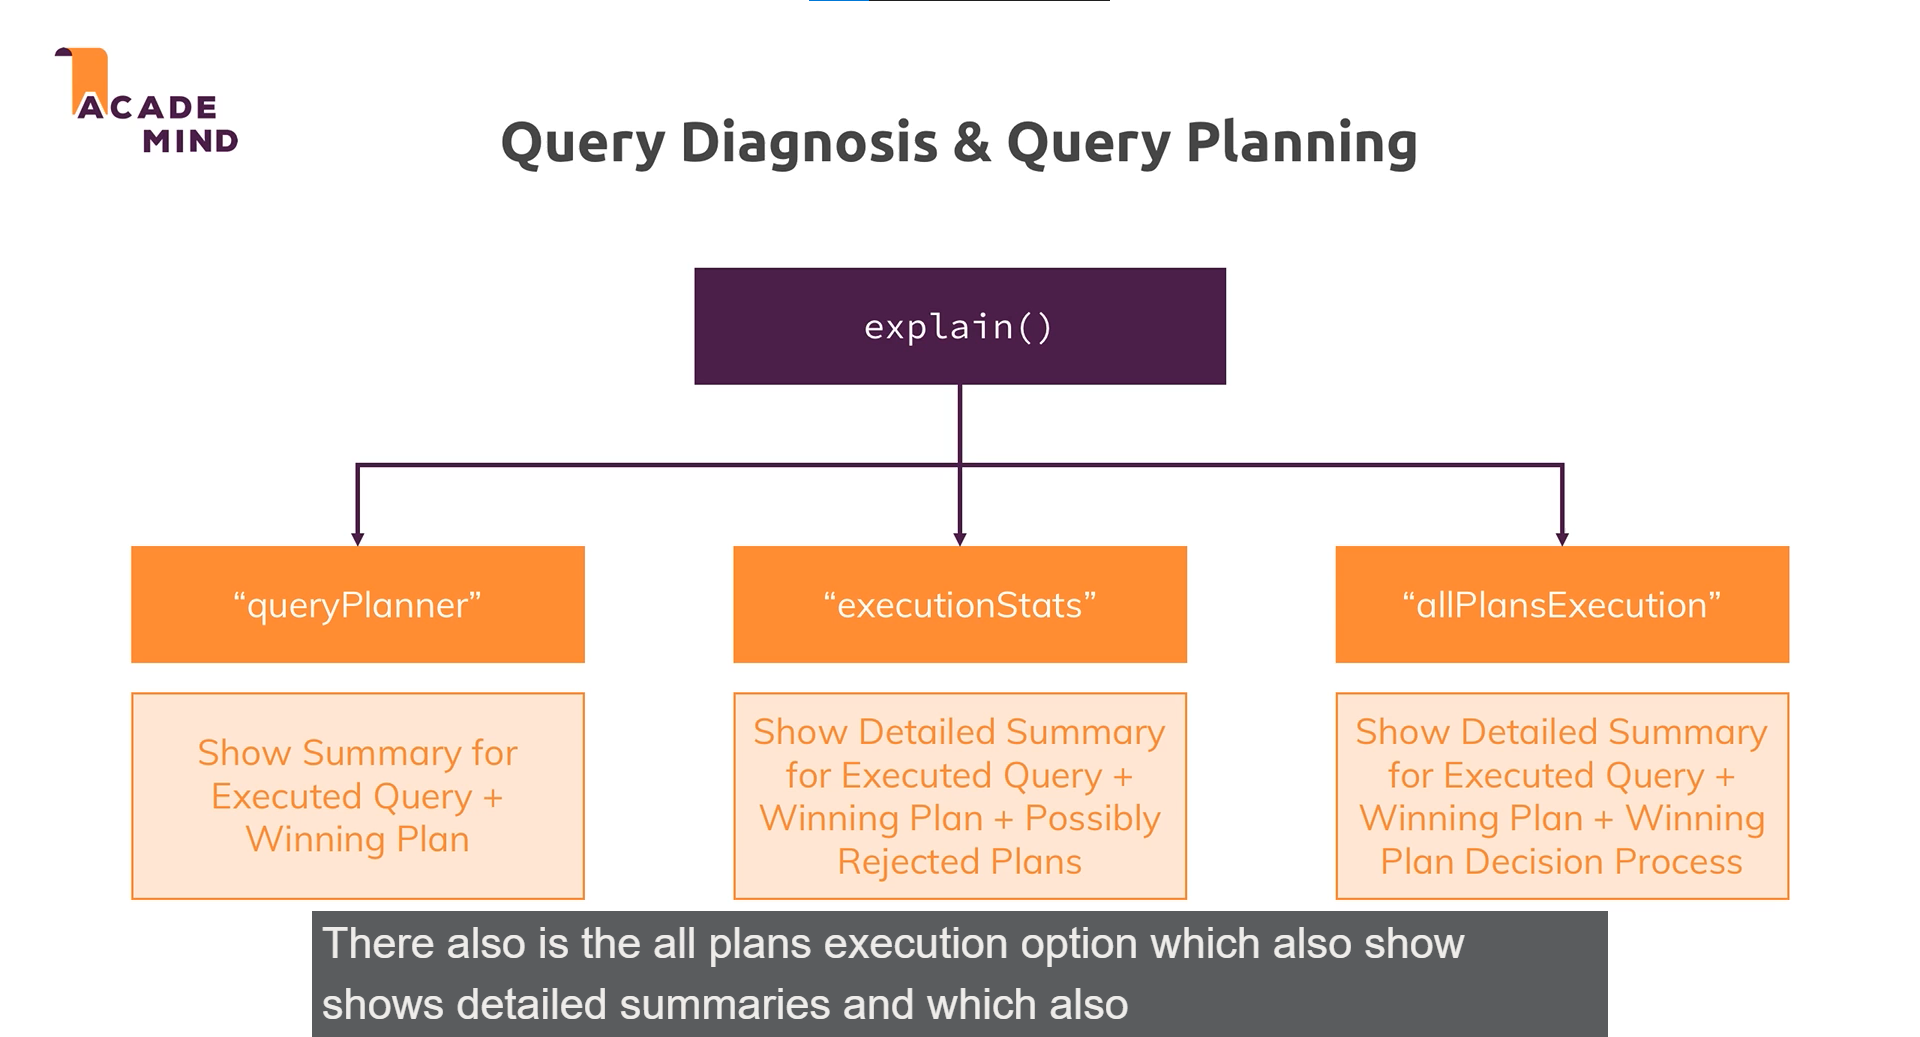 ACADE
MIND
Query Diagnosis & Query Planning
explain()
“queryPlanner”
“executionStats”
“allPlansExecution”
Show Summary for
Executed Query +
Winning Plan
Show Detailed Summary
for Executed Query +
Winning Plan + Possibly
Rejected Plans
Show Detailed Summary
for Executed Query +
Winning Plan + Winning
Plan Decision Process
There also is the all plans execution option which also show
shows detailed summaries and which also